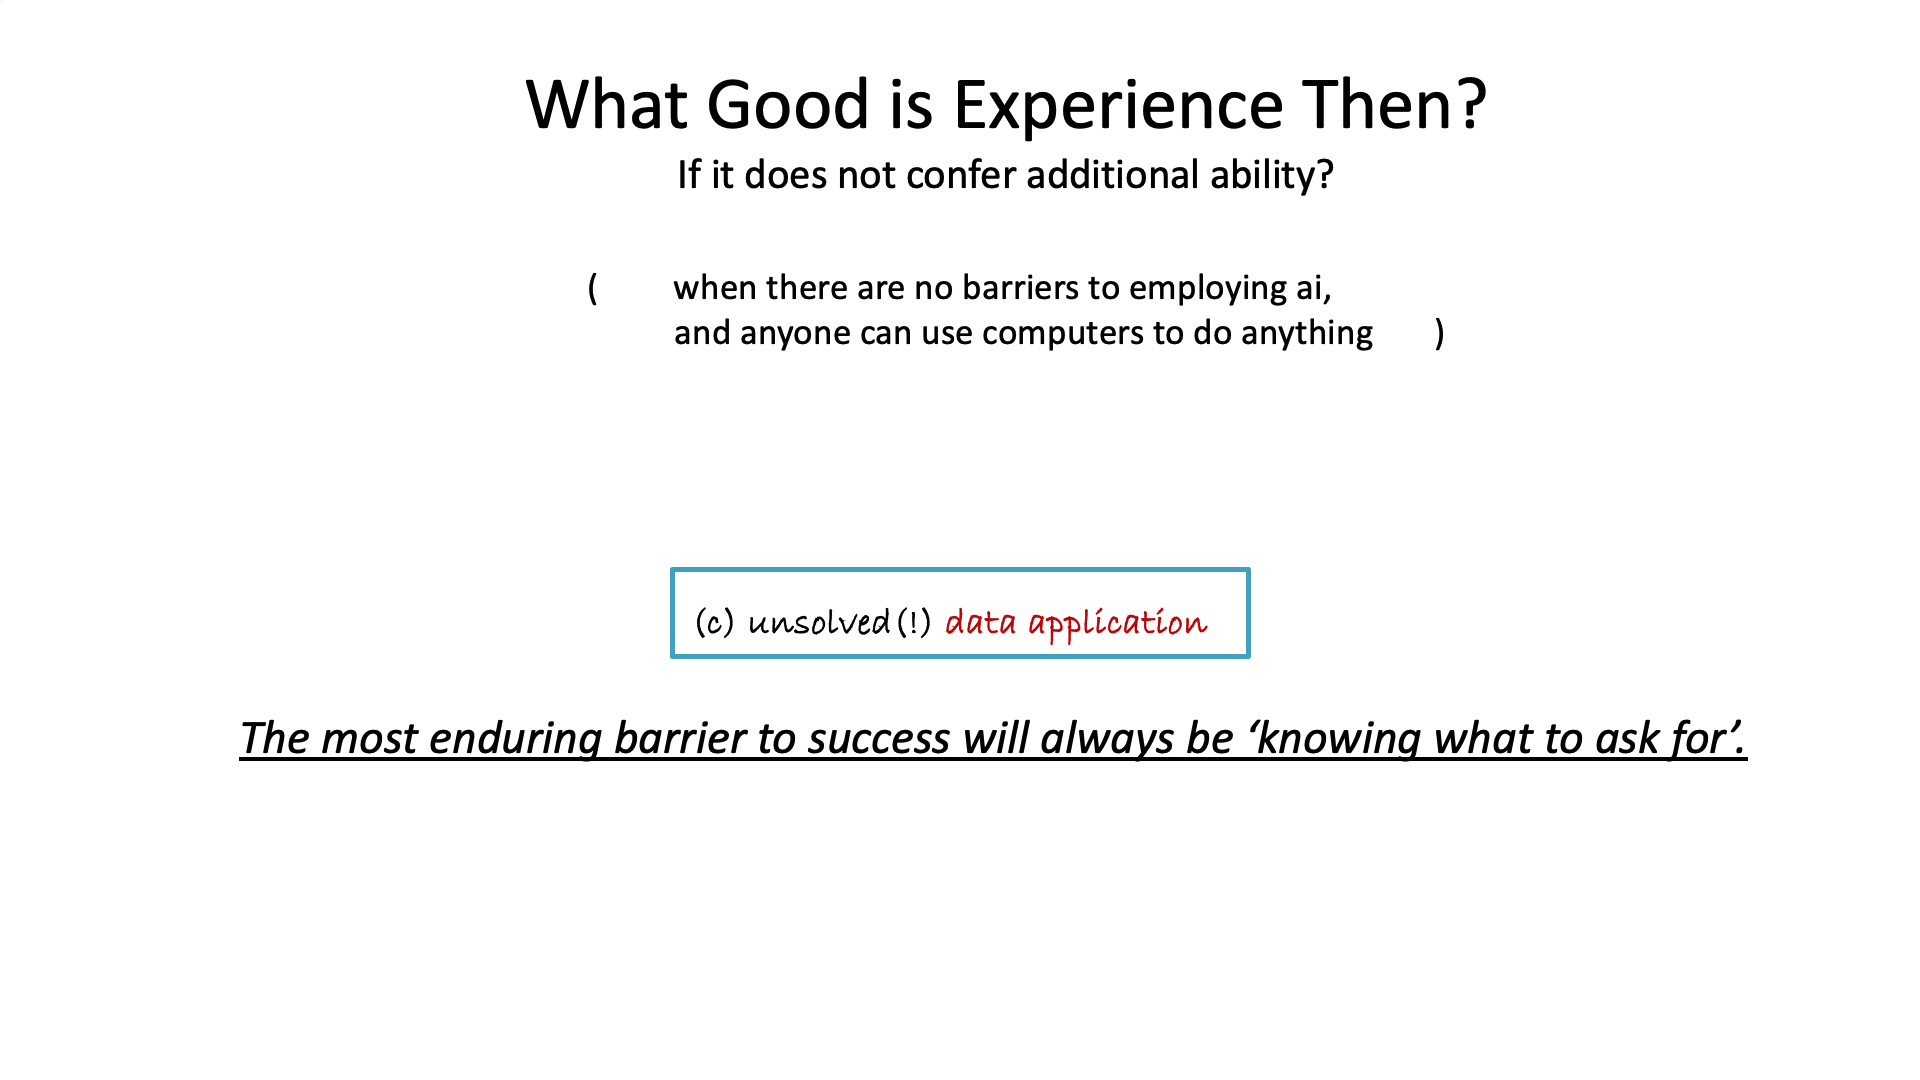 What Good is Experience Then?
If it does not confer additional ability?
( when there are no barriers to employing ai,
and anyone can use computers to do anything )
(c) unsolved(!) data application
The most enduring barrier to success will always be ‘knowing what to ask for’.